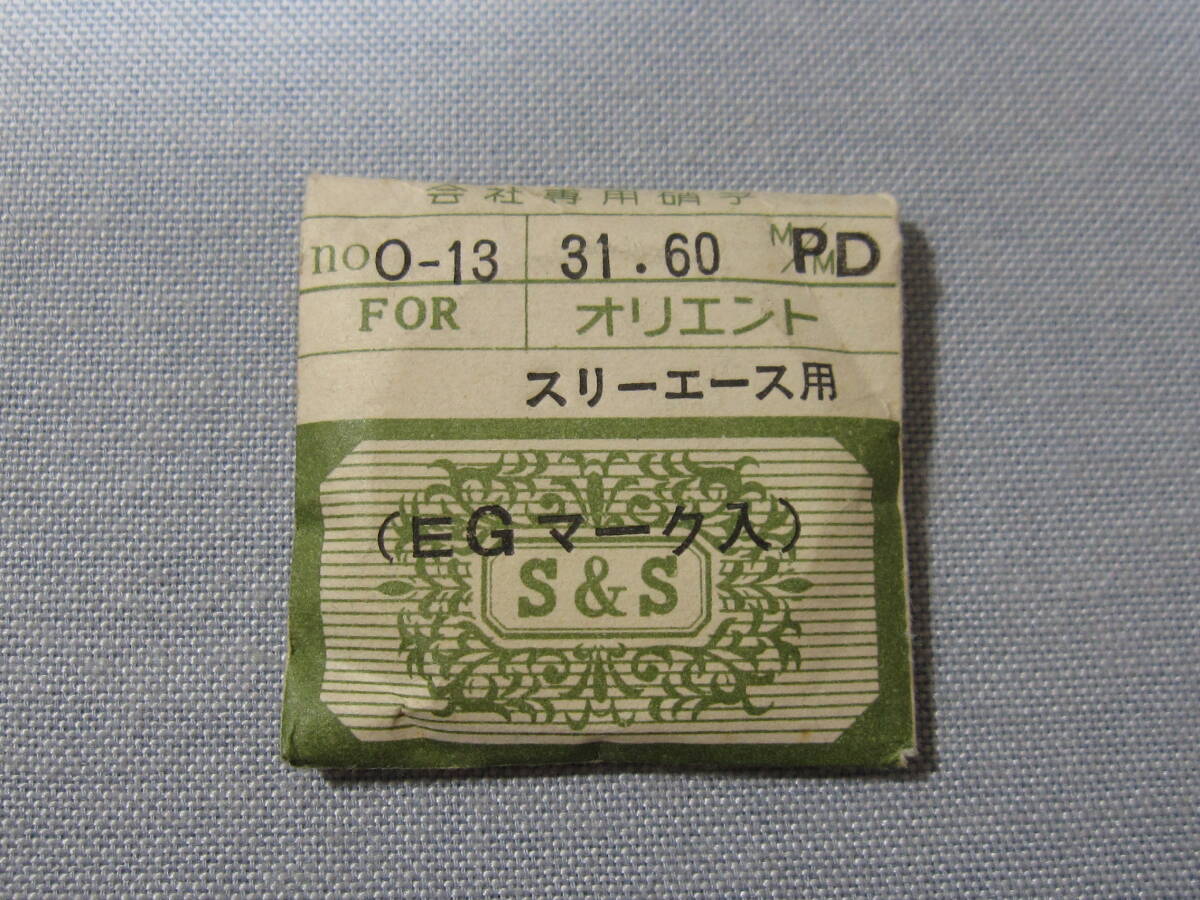 会社専用硝子
no O-13 31.60 M/M PD
FOR オリエント
スリーエース用
(EGマーク入)
S&S